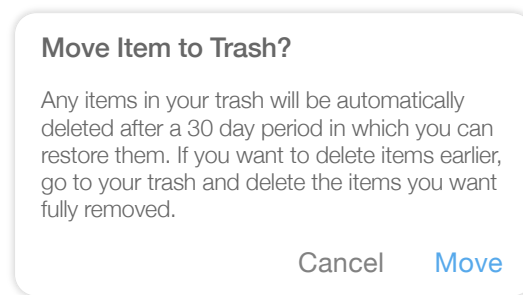 Move Item to Trash?
Any items in your trash will be automatically
deleted after a 30 day period in which you can
restore them. If you want to delete items earlier,
go to your trash and delete the items you want
fully removed.
Cancel Move